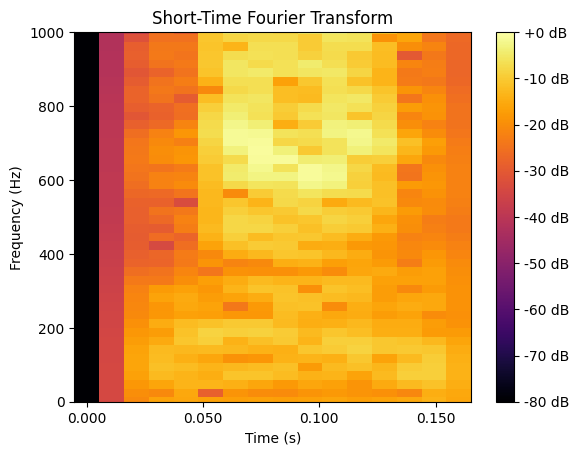 Short-Time Fourier Transform
1000
800
600
400
200
0
Frequency (Hz)
0.000
0.050
0.100
0.150
Time (s)
+0 dB
-10 dB
-20 dB
-30 dB
-40 dB
-50 dB
-60 dB
-70 dB
-80 dB